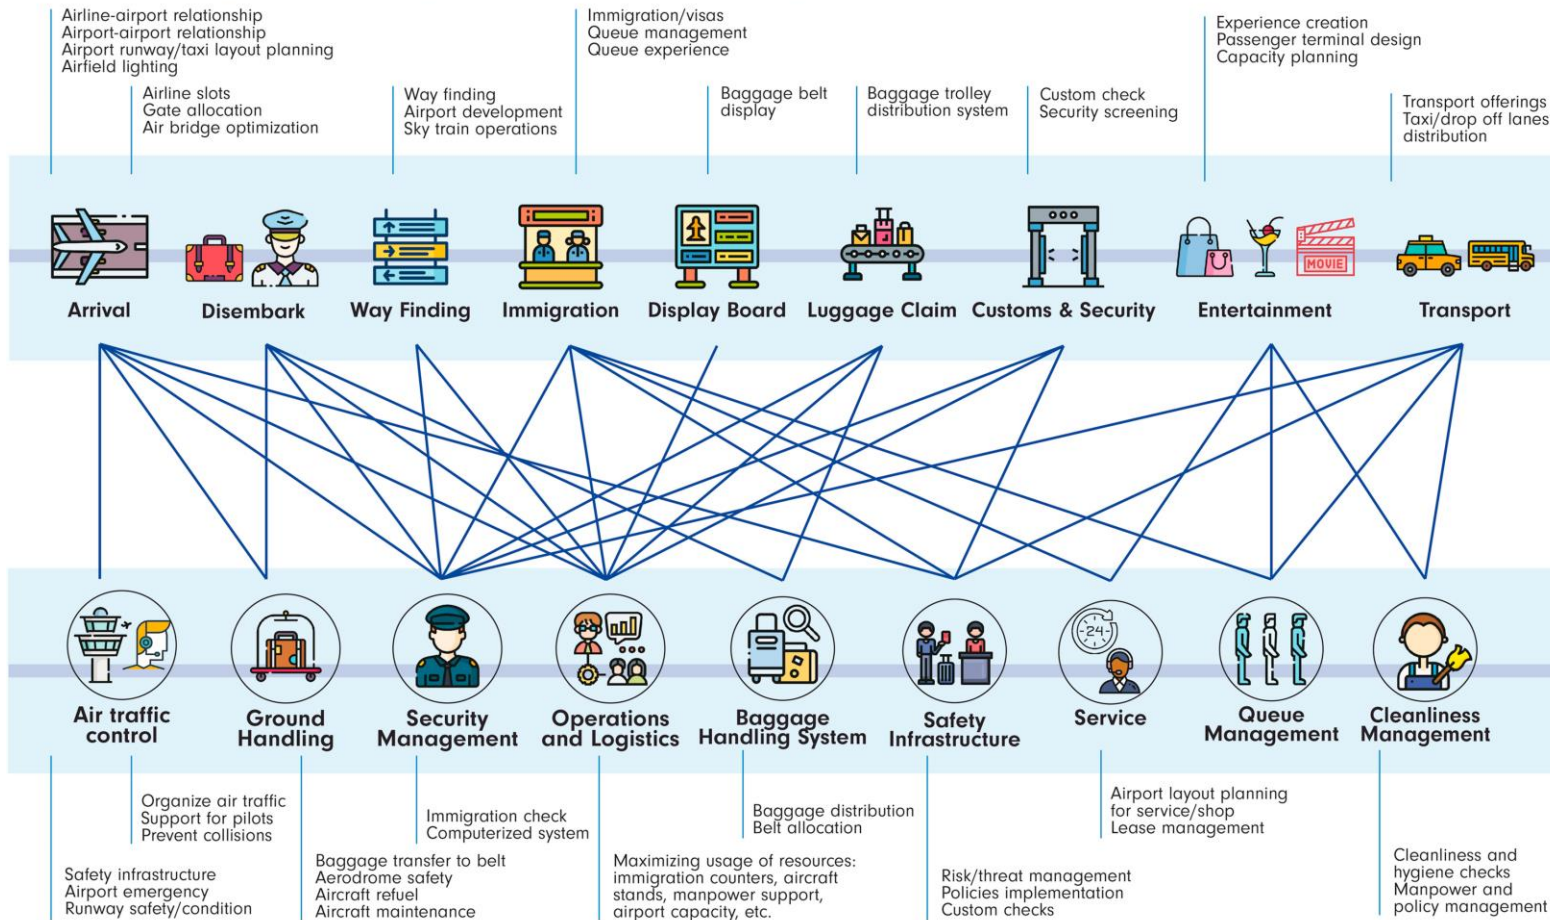 Airline-airport relationship
Airport-airport relationship
Airport runway/taxi layout planning
Airfield lighting
Airline slots
Gate allocation
Air bridge optimization
Way finding
Airport development
Sky train operations
Immigration/visas
Queue management
Queue experience
Baggage belt
display
Baggage trolley
distribution system
Custom check
Security screening
Experience creation
Passenger terminal design
Capacity planning
Transport offerings
Taxi/drop off lanes
distribution
MOVIE
Arrival
Disembark
Way Finding
Immigration
Display Board
Luggage Claim
Customs & Security
Entertainment
Transport
-24-
Air traffic
control
Ground
Handling
Security
Management
Operations
and Logistics
Baggage
Handling System
Safety
Infrastructure
Service
Queue
Management
Cleanliness
Management
Organize air traffic
Support for pilots
Prevent collisions
Safety infrastructure
Airport emergency
Runway safety/condition
Immigration check
Computerized system
Baggage transfer to belt
Aerodrome safety
Aircraft refuel
Aircraft maintenance
Baggage distribution
Belt allocation
Maximizing usage of resources:
immigration counters, aircraft
stands, manpower support,
airport capacity, etc.
Airport layout planning
for service/shop
Lease management
Risk/threat management
Policies implementation
Custom checks
Cleanliness and
hygiene checks
Manpower and
policy management